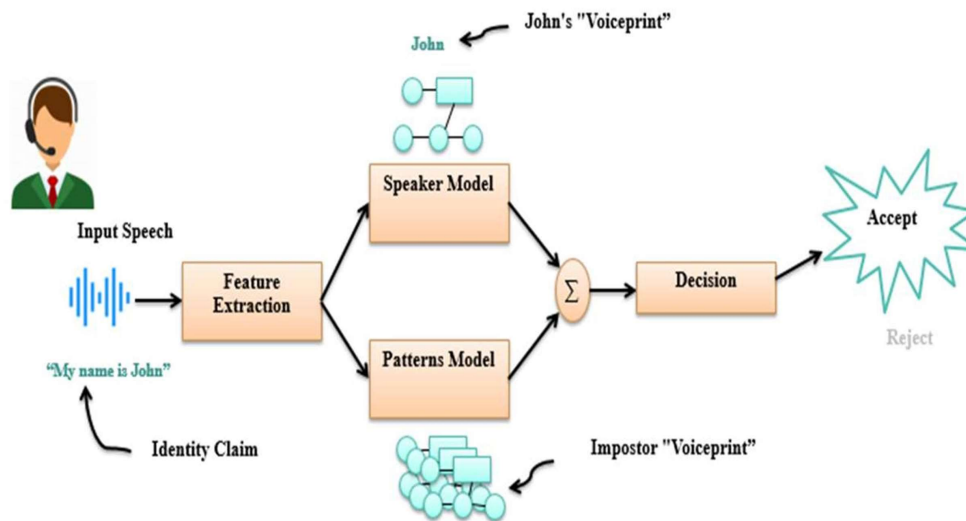 John's "Voiceprint”
John
Speaker Model
Input Speech
Accept
Feature
Extraction
Σ
Decision
Reject
Patterns Model
“My name is John”
Identity Claim
Impostor "Voiceprint”